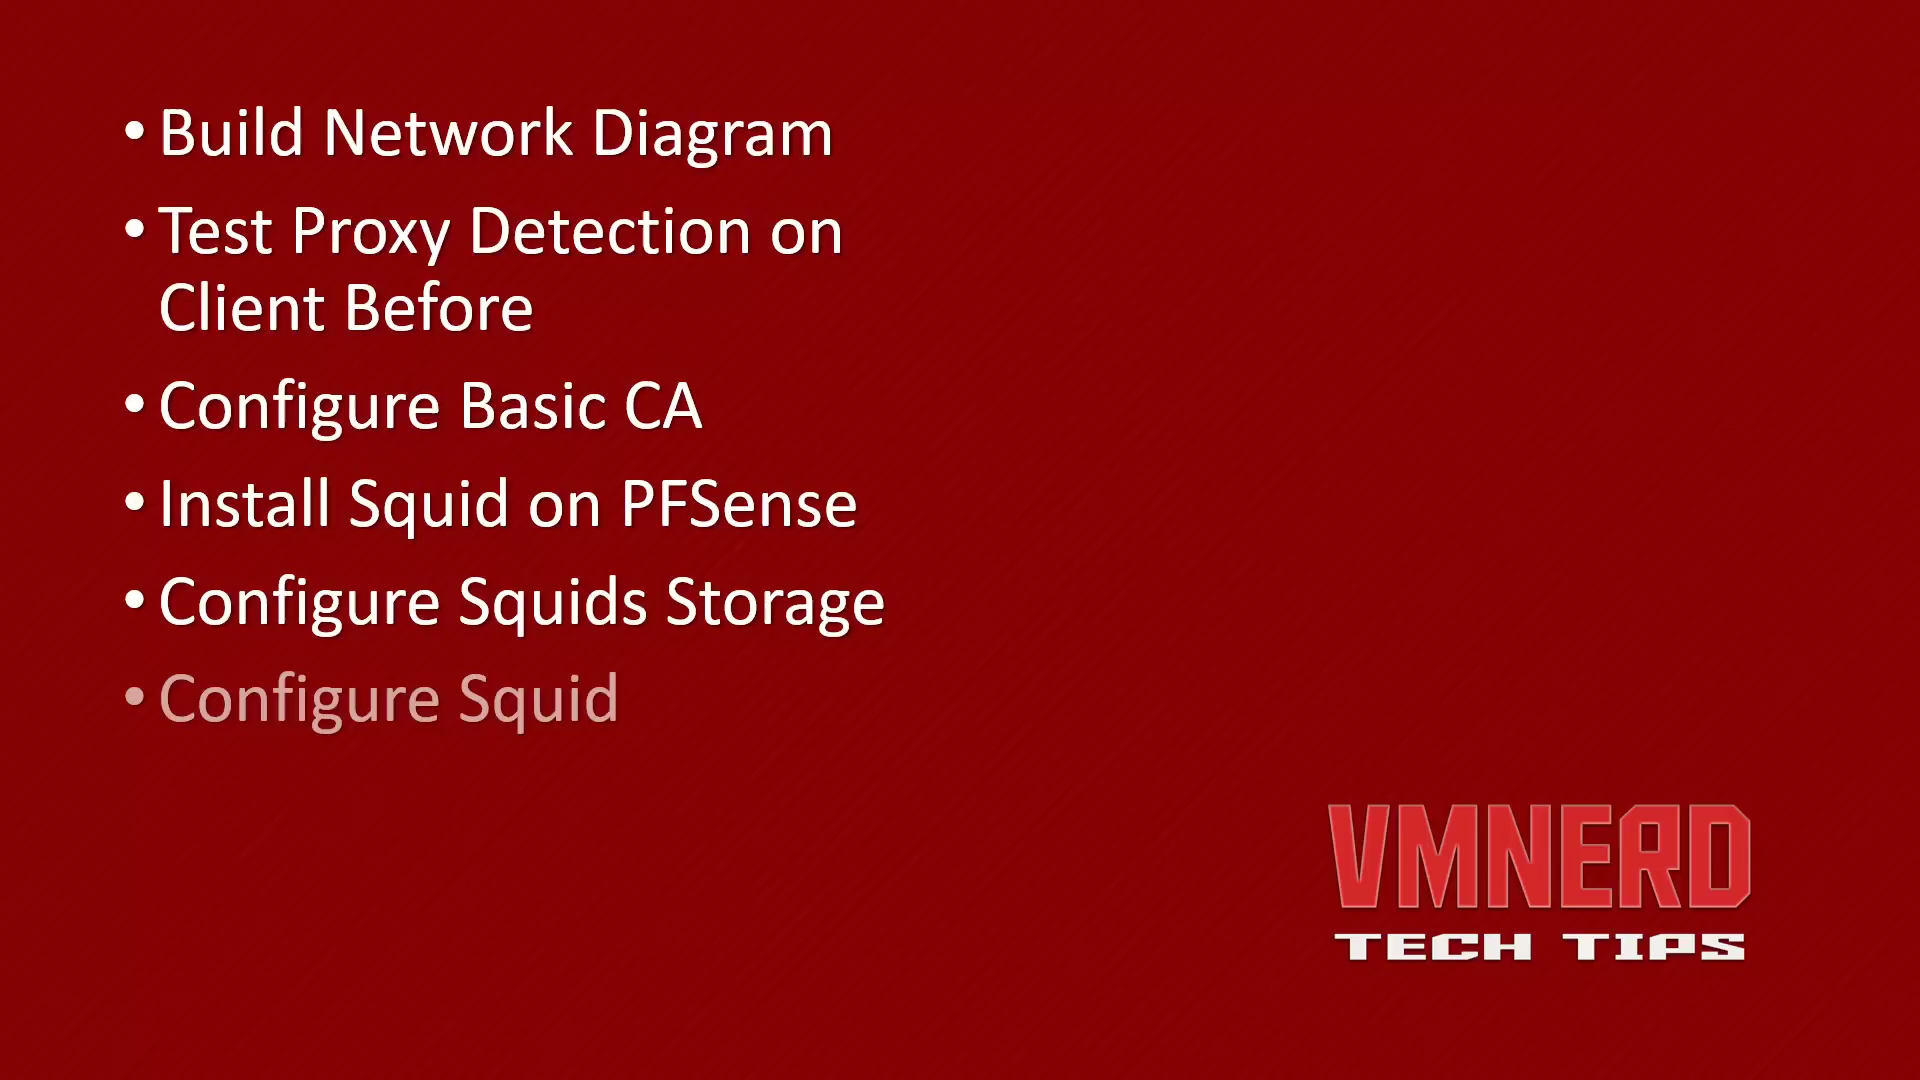 • Build Network Diagram
• Test Proxy Detection on
Client Before
• Configure Basic CA
• Install Squid on PFSense
• Configure Squids Storage
• Configure Squid
VMNERD
TECH TIPS